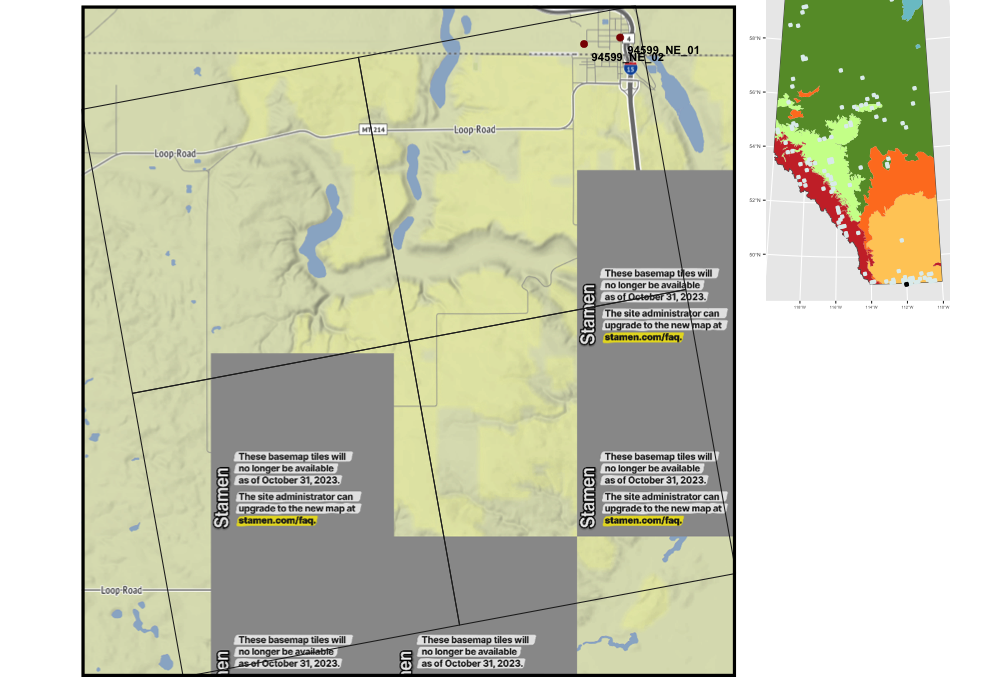 4
94599_NE_01
94599_NE_02
15
MT 214
Loop Road
Loop Road
These basemap tiles will
no longer be available
as of October 31, 2023.
The site administrator can
upgrade to the new map at
stamen.com/faq.
Stamen
These basemap tiles will
no longer be available
as of October 31, 2023.
The site administrator can
upgrade to the new map at
stamen.com/faq.
Stamen
These basemap tiles will
no longer be available
as of October 31, 2023.
The site administrator can
upgrade to the new map at
stamen.com/faq.
Stamen
Loop Road
These basemap tiles will
no longer be available
as of October 31, 2023.
en
These basemap tiles will
no longer be available
as of October 31, 2023.
en
58°N
56°N
54°N
52°N
50°N
118°W
116°W
114°W
112°W
110°W